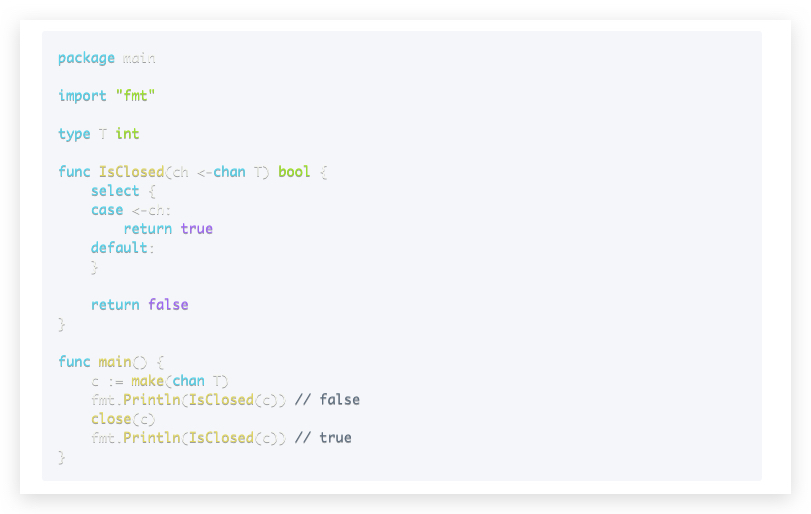 package main
import "fmt"
type T int
func IsClosed(ch <-chan T) bool {
    select {
    case <-ch:
        return true
    default:
    }
    return false
}
func main() {
    c := make(chan T)
    fmt.Println(IsClosed(c)) // false
    close(c)
    fmt.Println(IsClosed(c)) // true
}